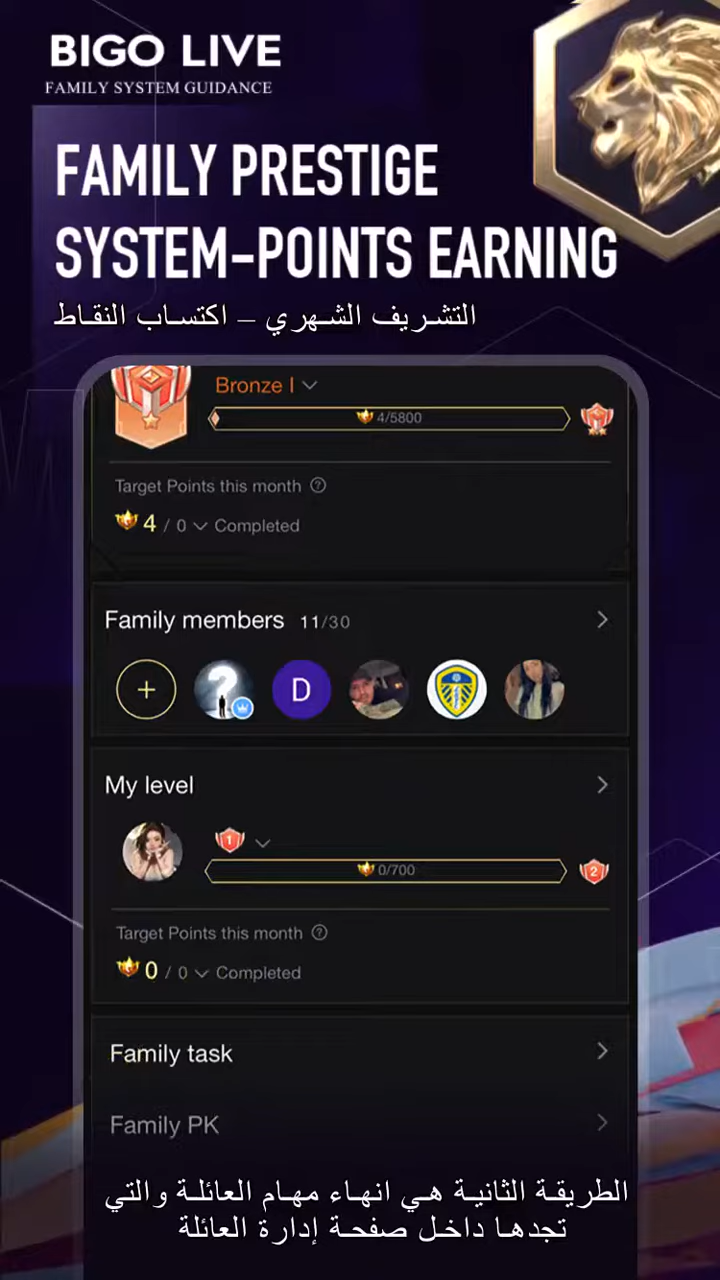 BIGO LIVE
FAMILY SYSTEM GUIDANCE
FAMILY PRESTIGE
SYSTEM-POINTS EARNING
التشريف الشهري – اكتساب النقاط
Bronze I
4/5800
Target Points this month ?
4 / 0 Completed
Family members 11/30
+ ? D
My level
1
0/700
2
Target Points this month ?
0 / 0 Completed
Family task
Family PK
الطريقة الثانية هي انهاء مهام العائلة والتي
تجدها داخل صفحة إدارة العائلة